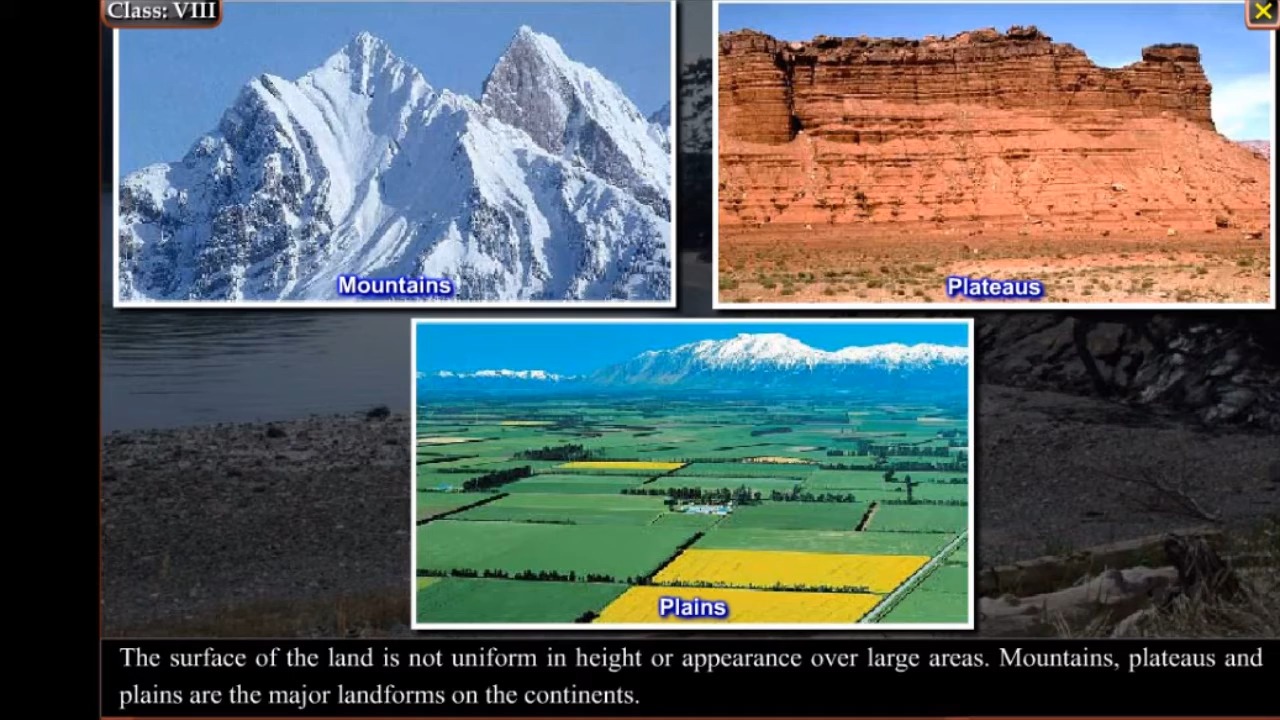 Class: VIII
Mountains
Plateaus
Plains
The surface of the land is not uniform in height or appearance over large areas. Mountains, plateaus and
plains are the major landforms on the continents.